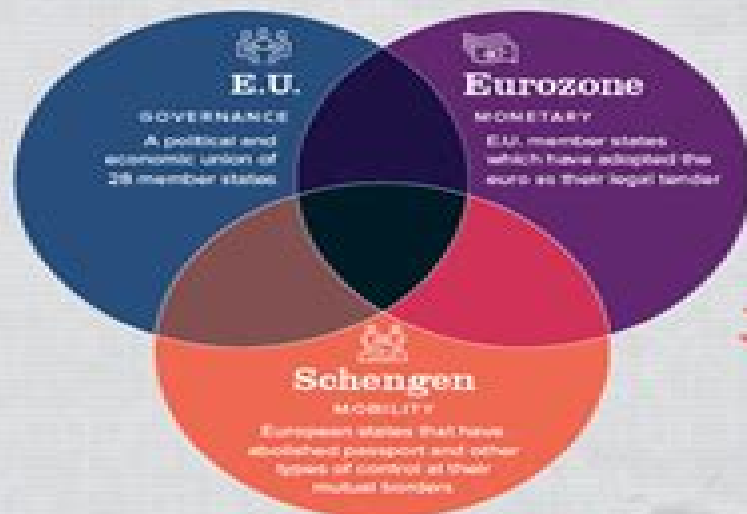 E.U.
GOVERNANCE
A political and
economic union of
28 member states
Eurozone
MONETARY
E.U. member states
which have adopted the
euro as their legal tender
Schengen
MOBILITY
European states that have
abolished passport and other
types of control at their
mutual borders